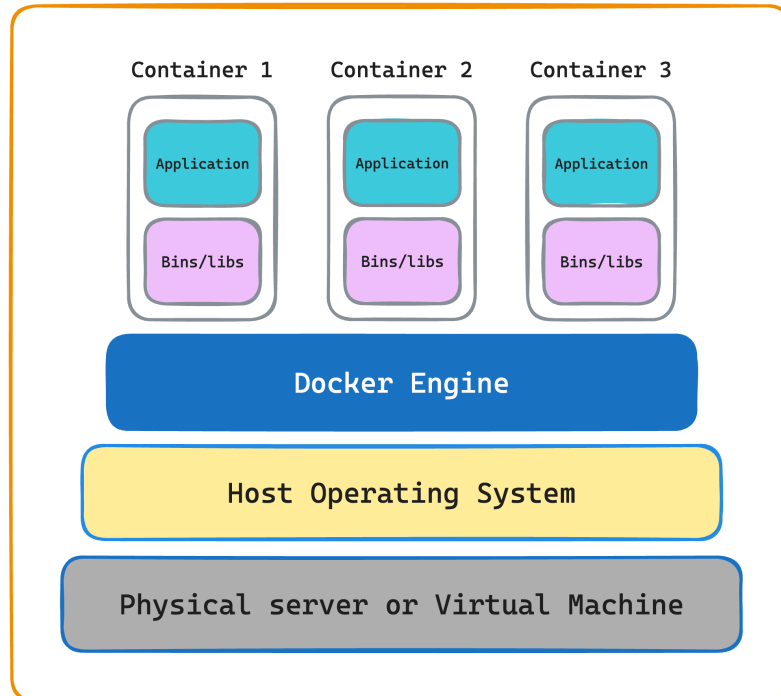 Container 1 Container 2 Container 3
Application Application Application
Bins/libs Bins/libs Bins/libs
Docker Engine
Host Operating System
Physical server or Virtual Machine